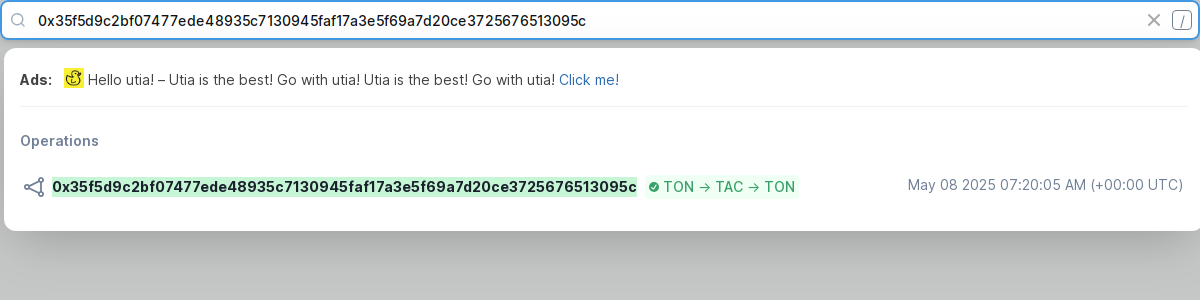 0x35f5d9c2bf07477ede48935c7130945faf17a3e5f69a7d20ce3725676513095c
/
Ads: Hello utia! – Utia is the best! Go with utia! Utia is the best! Go with utia! Click me!
Operations
0x35f5d9c2bf07477ede48935c7130945faf17a3e5f69a7d20ce3725676513095c TON → TAC → TON May 08 2025 07:20:05 AM (+00:00 UTC)